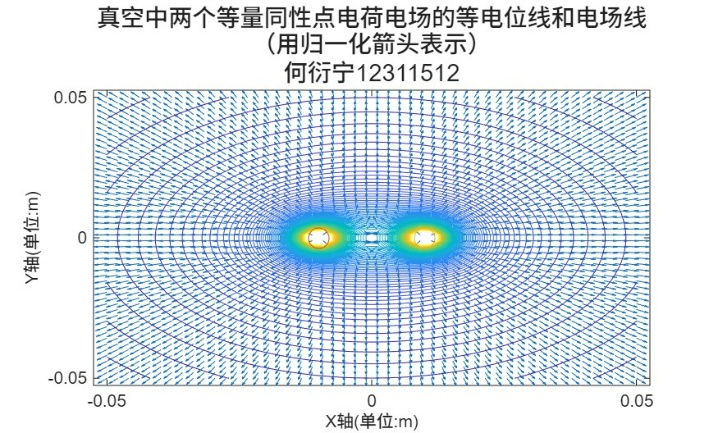 真空中两个等量同性点电荷电场的等电位线和电场线
（用归一化箭头表示）
何衍宁12311512
0.05
0
-0.05
Y轴(单位:m)
-0.05
0
0.05
X轴(单位:m)